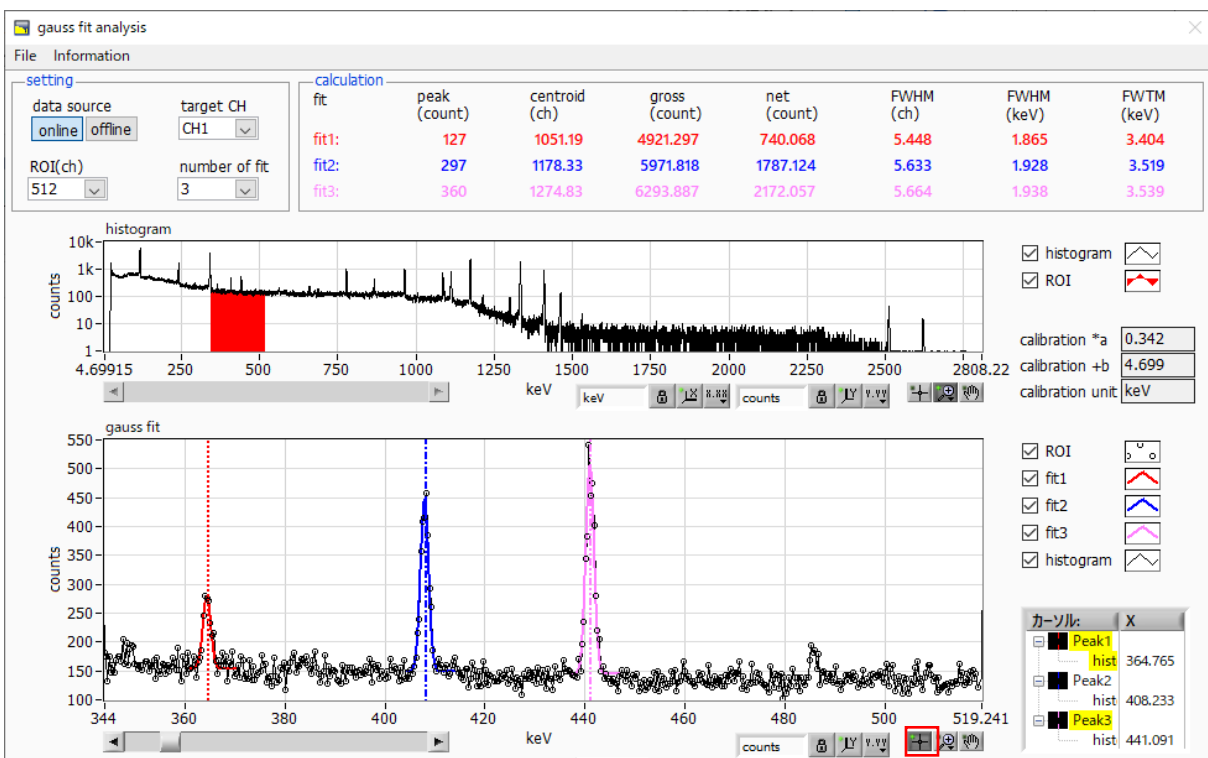 gauss fit analysis
File Information
setting
data source target CH
online offline CH1
ROI(ch) number of fit
512 3
calculation
fit peak (count) centroid (ch) gross (count) net (count) FWHM (ch) FWHM (keV) FWTM (keV)
fit1: 127 1051.19 4921.297 740.068 5.448 1.865 3.404
fit2: 297 1178.33 5971.818 1787.124 5.633 1.928 3.519
fit3: 360 1274.83 6293.887 2172.057 5.664 1.938 3.539
histogram
10k
1k
100
10
1
counts
4.69915 250 500 750 1000 1250 1500 1750 2000 2250 2500 2808.22
keV
keV X.XX counts Y.YY
histogram
ROI
calibration *a 0.342
calibration +b 4.699
calibration unit keV
gauss fit
550
500
450
400
350
300
250
200
150
100
counts
344 360 380 400 420 440 460 480 500 519.241
keV
counts Y.YY
ROI
fit1
fit2
fit3
histogram
カーソル: X
Peak1
hist 364.765
Peak2
hist 408.233
Peak3
hist 441.091